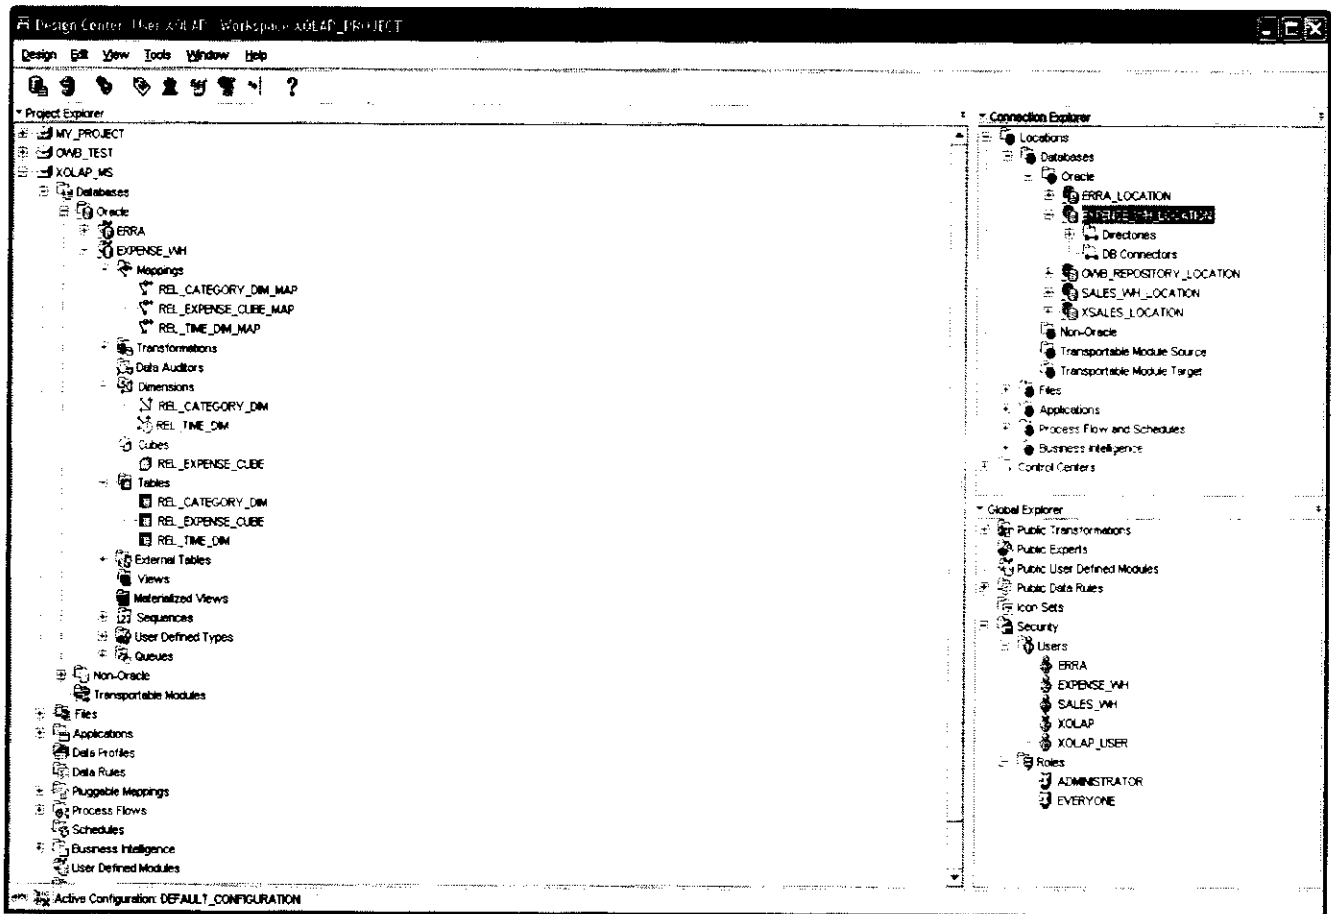 Design Center: User XOLAP Workspace XOLAP_PROJECT
Design Edit View Tools Window Help
Project Explorer
MY_PROJECT
OWB_TEST
XOLAP_MS
Databases
Oracle
ERRA
EXPENSE_WH
Mappings
REL_CATEGORY_DIM_MAP
REL_EXPENSE_CUBE_MAP
REL_TIME_DIM_MAP
Transformations
Data Auditors
Dimensions
REL_CATEGORY_DIM
REL_TIME_DIM
Cubes
REL_EXPENSE_CUBE
Tables
REL_CATEGORY_DIM
REL_EXPENSE_CUBE
REL_TIME_DIM
External Tables
Views
Materialized Views
Sequences
User Defined Types
Queues
Non-Oracle
Transportable Modules
Files
Applications
Data Profiles
Data Rules
Pluggable Mappings
Process Flows
Schedules
Business Intelligence
User Defined Modules
Active Configuration: DEFAULT_CONFIGURATION
Connection Explorer
Locations
Databases
Oracle
ERRA_LOCATION
EXPENSE_WH_LOCATION
Directories
DB Connectors
OWB_REPOSITORY_LOCATION
SALES_WH_LOCATION
XSALES_LOCATION
Non-Oracle
Transportable Module Source
Transportable Module Target
Files
Applications
Process Flow and Schedules
Business Intelligence
Control Centers
Global Explorer
Public Transformations
Public Experts
Public User Defined Modules
Public Data Rules
Icon Sets
Security
Users
ERRA
EXPENSE_WH
SALES_WH
XOLAP
XOLAP_USER
Roles
ADMINISTRATOR
EVERYONE